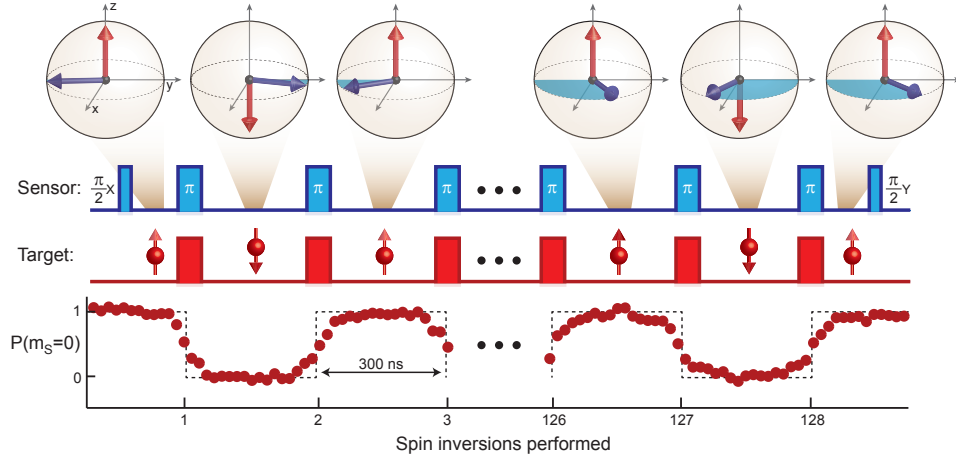 z
y
x
Sensor: π/2 X π π π π π π π/2 Y
Target:
P(mS=0)
1
0
300 ns
1 2 3 126 127 128
Spin inversions performed